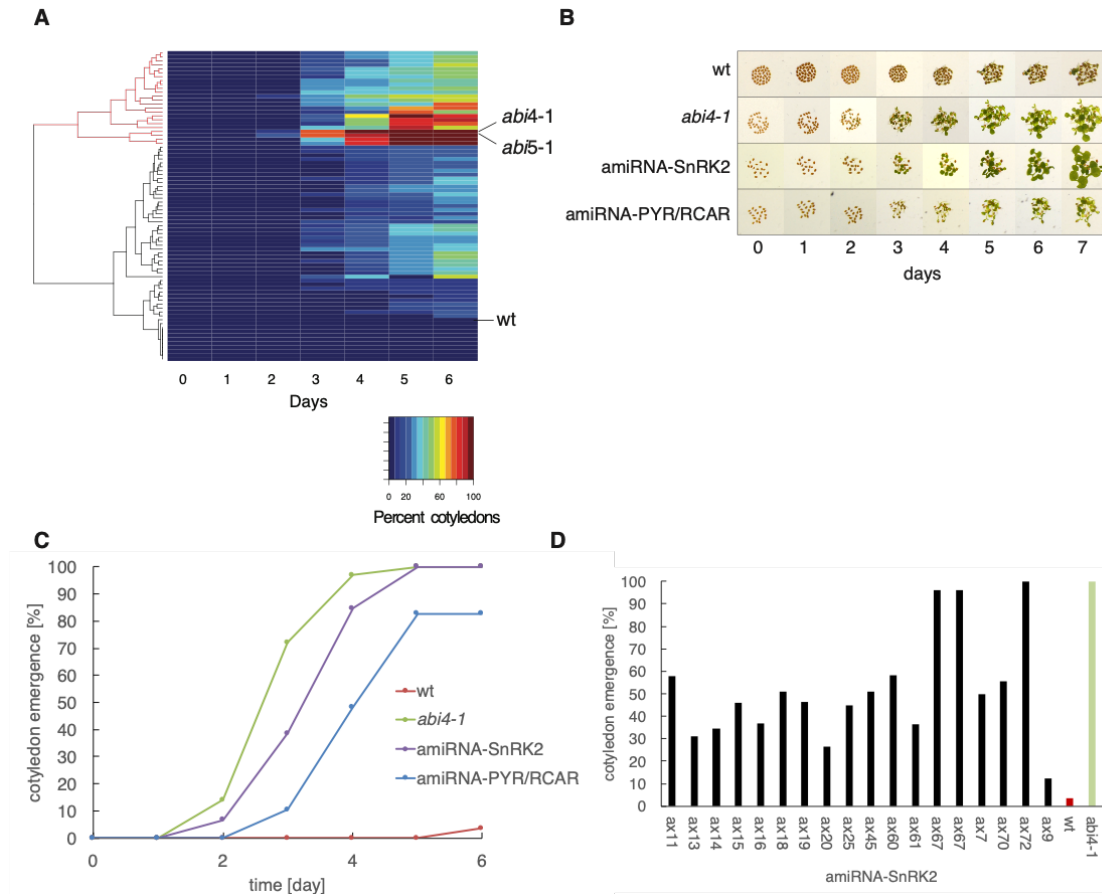 A
abi4-1
abi5-1
wt
0 1 2 3 4 5 6
Days
0 20 60 100
Percent cotyledons
B
wt
abi4-1
amiRNA-SnRK2
amiRNA-PYR/RCAR
0 1 2 3 4 5 6 7
days
C
cotyledon emergence [%]
100
90
80
70
60
50
40
30
20
10
0
0 2 4 6
time [day]
wt
abi4-1
amiRNA-SnRK2
amiRNA-PYR/RCAR
D
cotyledon emergence [%]
100
90
80
70
60
50
40
30
20
10
0
ax11 ax13 ax14 ax15 ax16 ax18 ax19 ax20 ax25 ax45 ax60 ax61 ax67 ax67 ax7 ax70 ax72 ax9 wt abi4-1
amiRNA-SnRK2